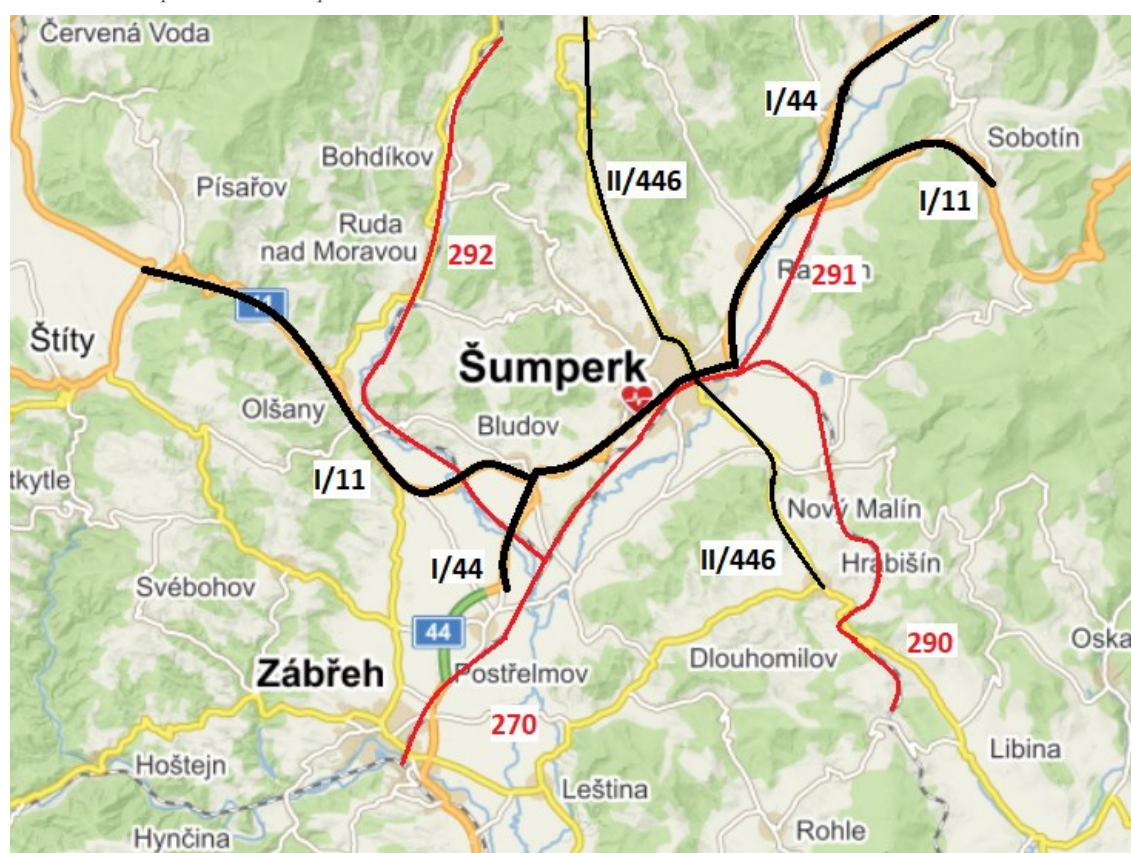 Červená Voda
I/44
Sobotín
Bohdíkov
II/446
Písařov
I/11
Ruda
nad Moravou
292
291
Štíty
Šumperk
Olšany
Bludov
I/11
Nový Malín
I/44
II/446
Hrabišín
Svébohov
44
290
Oska
Zábřeh
Postřelmov
Dlouhomilov
270
Libina
Hoštejn
Leština
Hynčina
Rohle